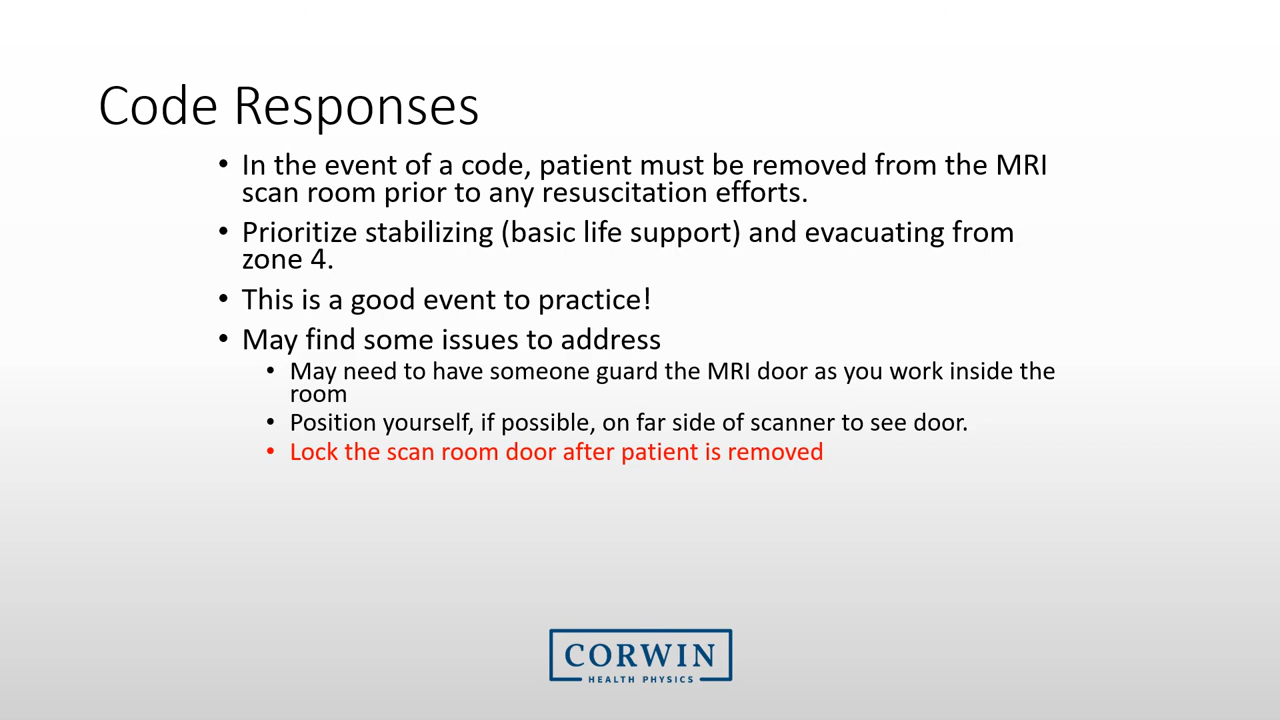 Code Responses
• In the event of a code, patient must be removed from the MRI
scan room prior to any resuscitation efforts.
• Prioritize stabilizing (basic life support) and evacuating from
zone 4.
• This is a good event to practice!
• May find some issues to address
• May need to have someone guard the MRI door as you work inside the
room
• Position yourself, if possible, on far side of scanner to see door.
• Lock the scan room door after patient is removed
CORWIN
HEALTH PHYSICS